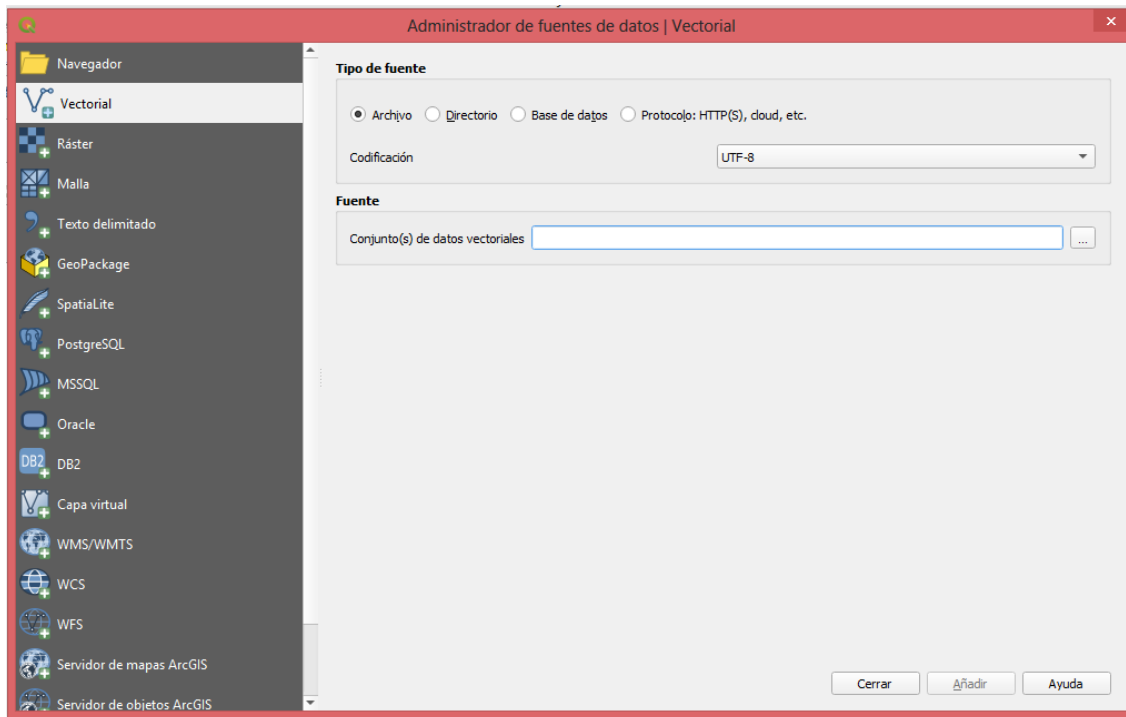 Administrador de fuentes de datos | Vectorial
Navegador
Vectorial
Ráster
Malla
Texto delimitado
GeoPackage
SpatiaLite
PostgreSQL
MSSQL
Oracle
DB2 DB2
Capa virtual
WMS/WMTS
WCS
WFS
Servidor de mapas ArcGIS
Servidor de objetos ArcGIS
Tipo de fuente
Archivo Directorio Base de datos Protocolo: HTTP(S), cloud, etc.
Codificación UTF-8
Fuente
Conjunto(s) de datos vectoriales ...
Cerrar Añadir Ayuda